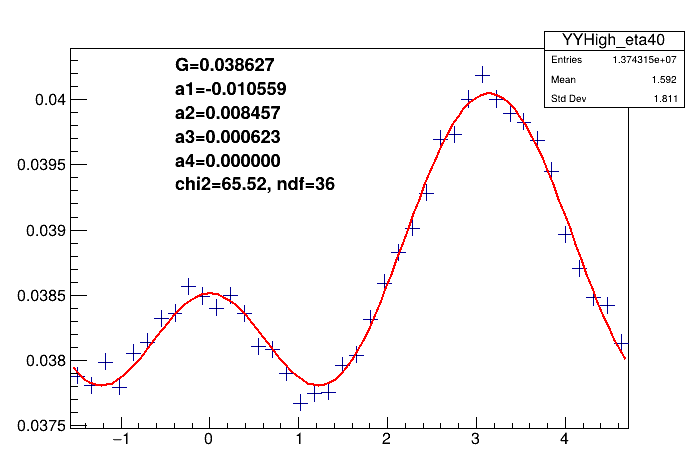 YYHigh_eta40
Entries 1.374315e+07
Mean 1.592
Std Dev 1.811
G=0.038627
a1=-0.010559
a2=0.008457
a3=0.000623
a4=0.000000
chi2=65.52, ndf=36
0.04
0.0395
0.039
0.0385
0.038
0.0375
−1 0 1 2 3 4